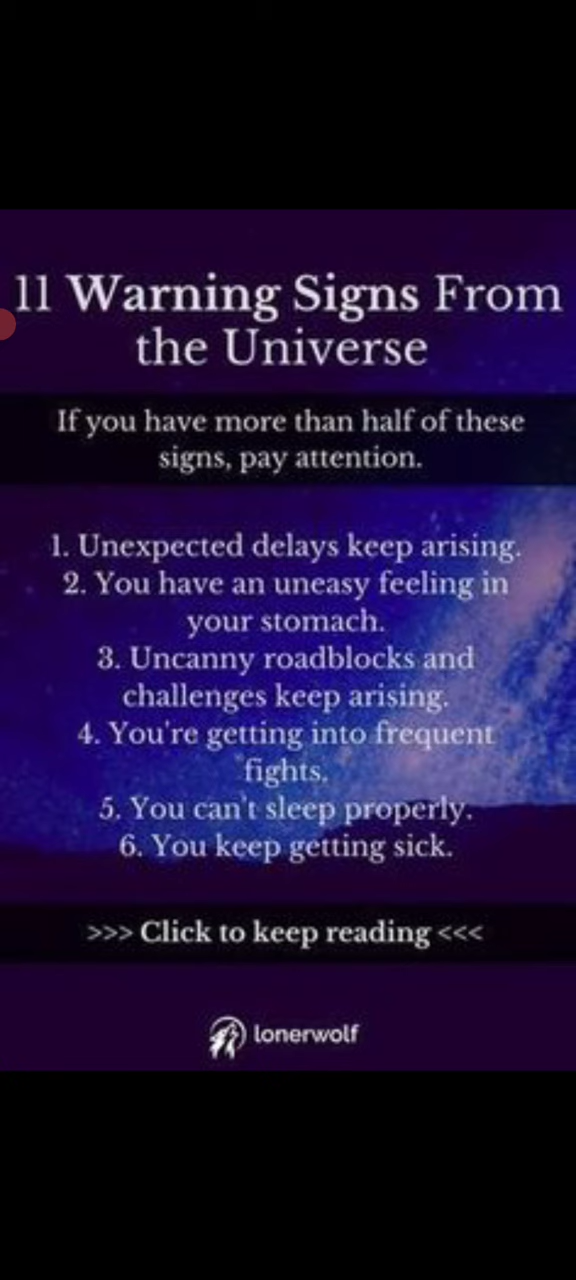 11 Warning Signs From
the Universe
If you have more than half of these
signs, pay attention.
1. Unexpected delays keep arising.
2. You have an uneasy feeling in
your stomach.
3. Uncanny roadblocks and
challenges keep arising.
4. You're getting into frequent
fights.
5. You can't sleep properly.
6. You keep getting sick.
>>> Click to keep reading <<<
lonerwolf